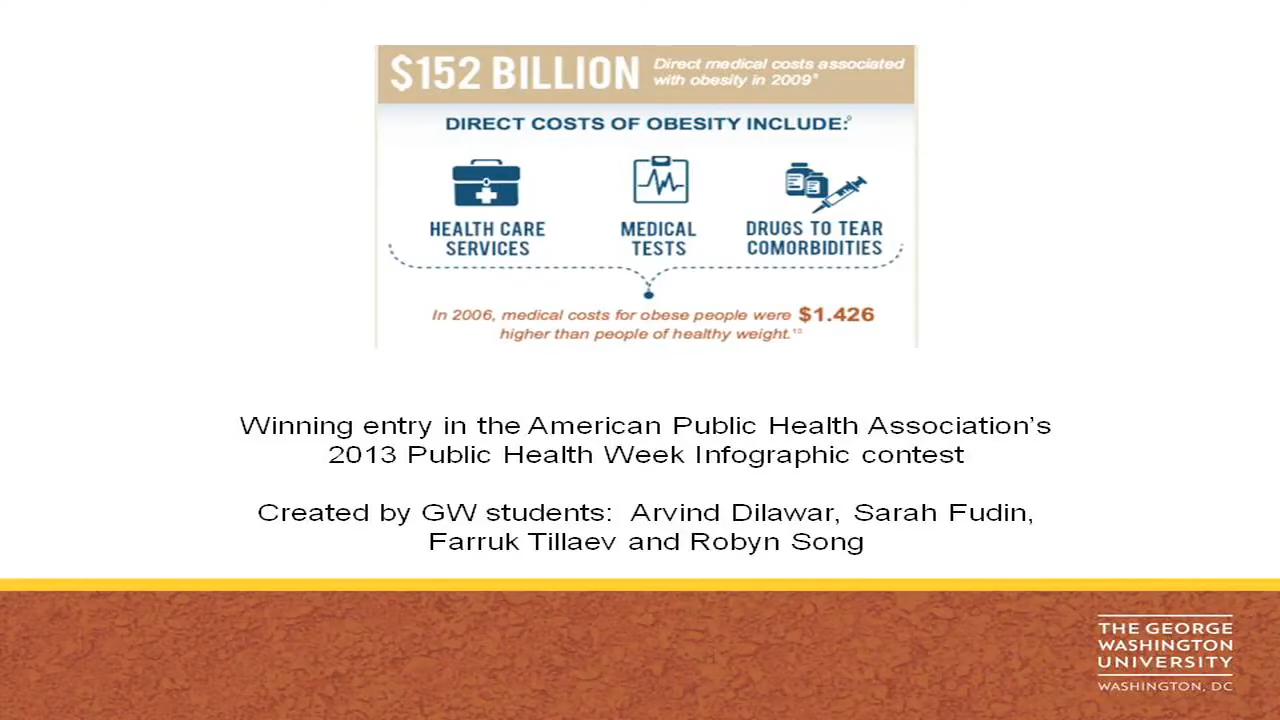 $152 BILLION
Direct medical costs associated
with obesity in 2009⁸
DIRECT COSTS OF OBESITY INCLUDE:⁹
HEALTH CARE
SERVICES
MEDICAL
TESTS
DRUGS TO TEAR
COMORBIDITIES
In 2006, medical costs for obese people were $1.426
higher than people of healthy weight.¹⁰
Winning entry in the American Public Health Association’s
2013 Public Health Week Infographic contest
Created by GW students: Arvind Dilawar, Sarah Fudin,
Farruk Tillaev and Robyn Song
THE GEORGE
WASHINGTON
UNIVERSITY
WASHINGTON, DC